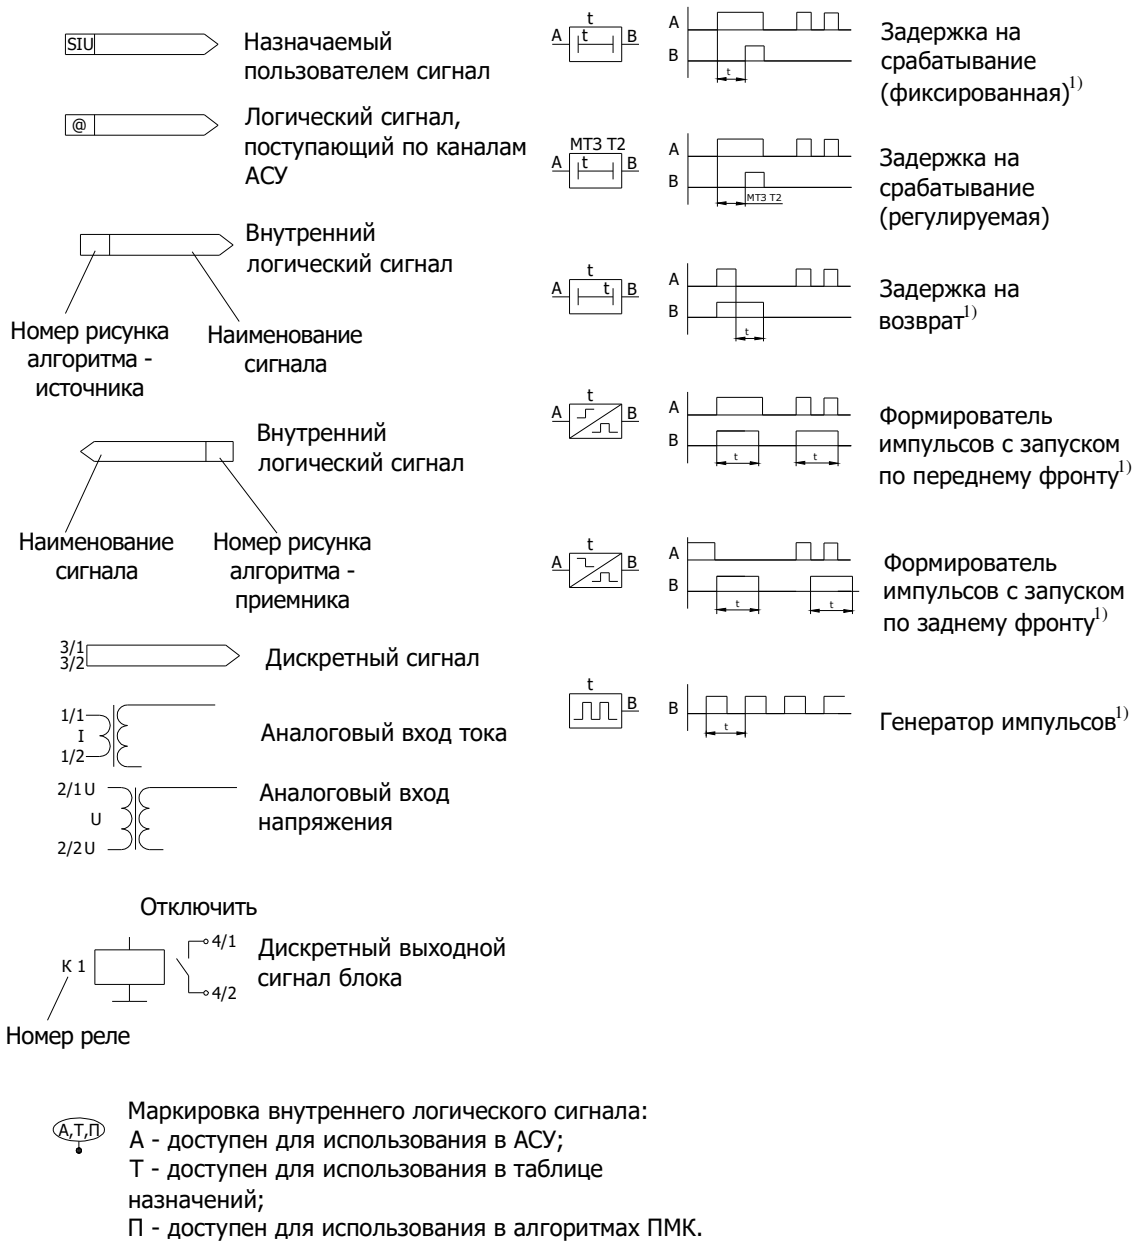 SIU
Назначаемый
пользователем сигнал
@
Логический сигнал,
поступающий по каналам
АСУ
Внутренний
логический сигнал
Номер рисунка
алгоритма -
источника
Наименование
сигнала
Внутренний
логический сигнал
Наименование
сигнала
Номер рисунка
алгоритма -
приемника
3/1
3/2
Дискретный сигнал
1/1
I
1/2
Аналоговый вход тока
2/1 U
U
2/2 U
Аналоговый вход
напряжения
Отключить
К 1
4/1
4/2
Дискретный выходной
сигнал блока
Номер реле
А,Т,П
Маркировка внутреннего логического сигнала:
А - доступен для использования в АСУ;
Т - доступен для использования в таблице
назначений;
П - доступен для использования в алгоритмах ПМК.
t
A t B
A
B
t
Задержка на
срабатывание
(фиксированная)1)
МТЗ Т2
A t B
A
B
МТЗ Т2
Задержка на
срабатывание
(регулируемая)
t
A t B
A
B
t
Задержка на
возврат1)
t
A B
A
B
t t
Формирователь
импульсов с запуском
по переднему фронту1)
t
A B
A
B
t t
Формирователь
импульсов с запуском
по заднему фронту1)
t
B
B
t
Генератор импульсов1)